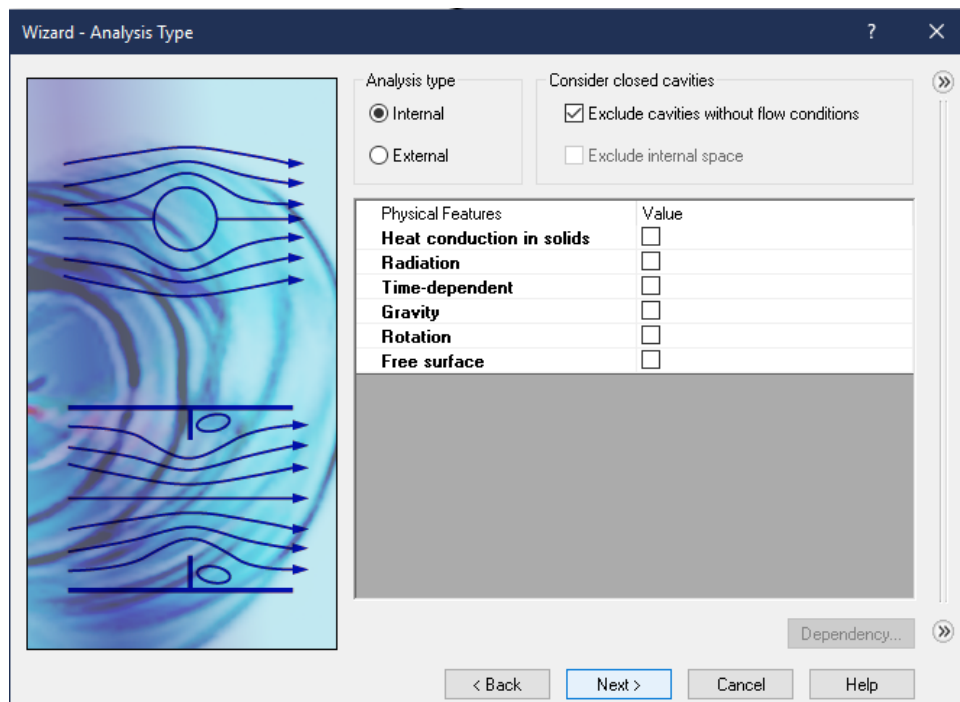 Wizard - Analysis Type ?
Analysis type Consider closed cavities
Internal Exclude cavities without flow conditions
External Exclude internal space
Physical Features Value
Heat conduction in solids
Radiation
Time-dependent
Gravity
Rotation
Free surface
Dependency...
< Back Next > Cancel Help